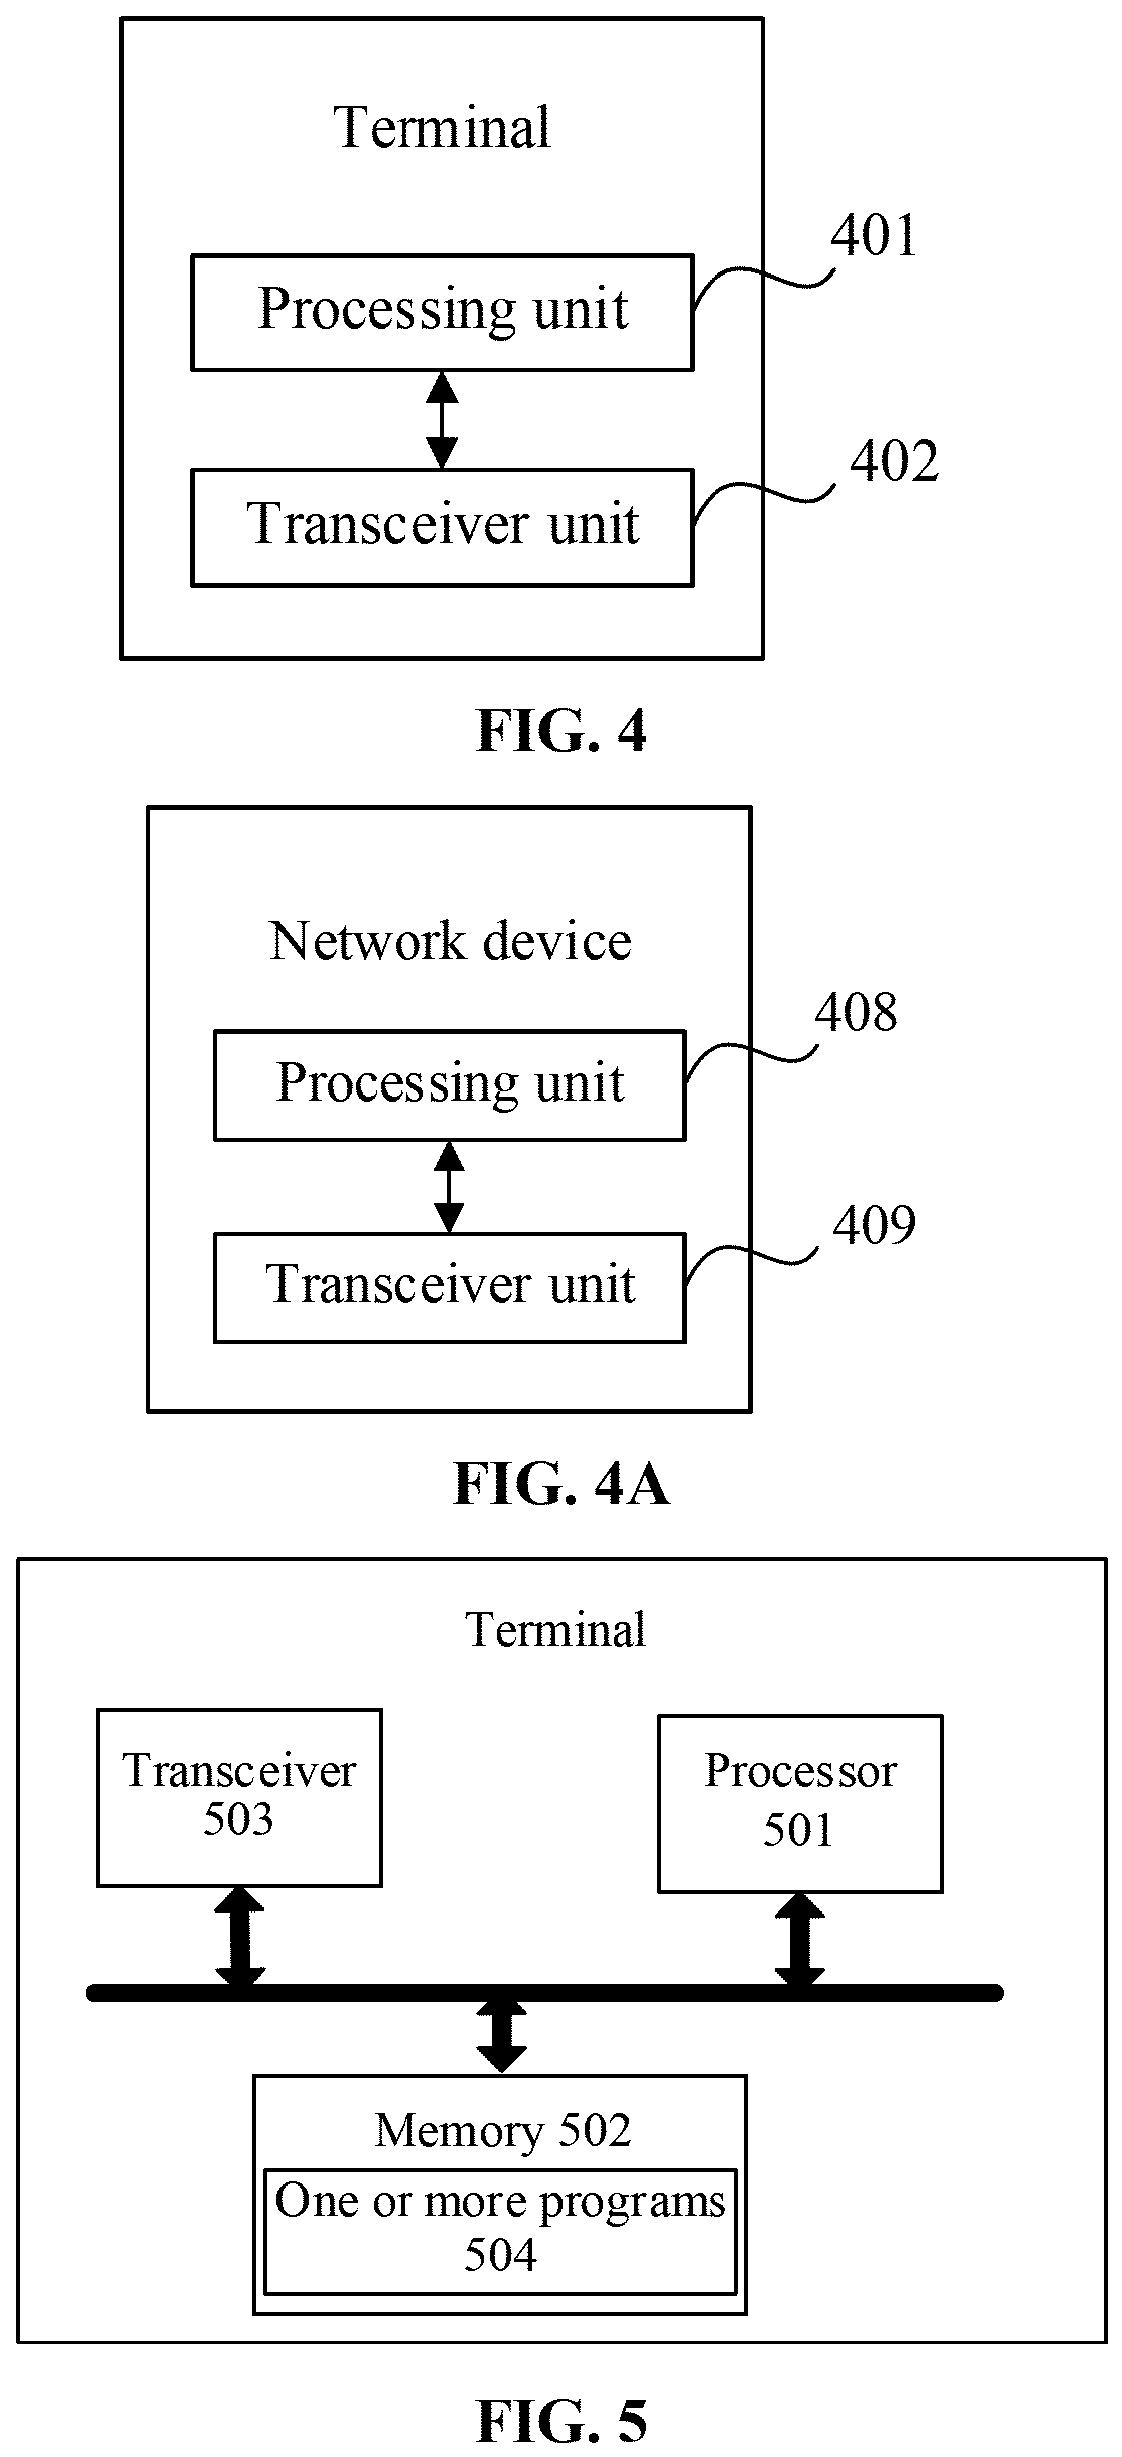 Terminal
401
Processing unit
402
Transceiver unit
FIG. 4
Network device
408
Processing unit
409
Transceiver unit
FIG. 4A
Terminal
Transceiver
503
Processor
501
Memory 502
One or more programs
504
FIG. 5